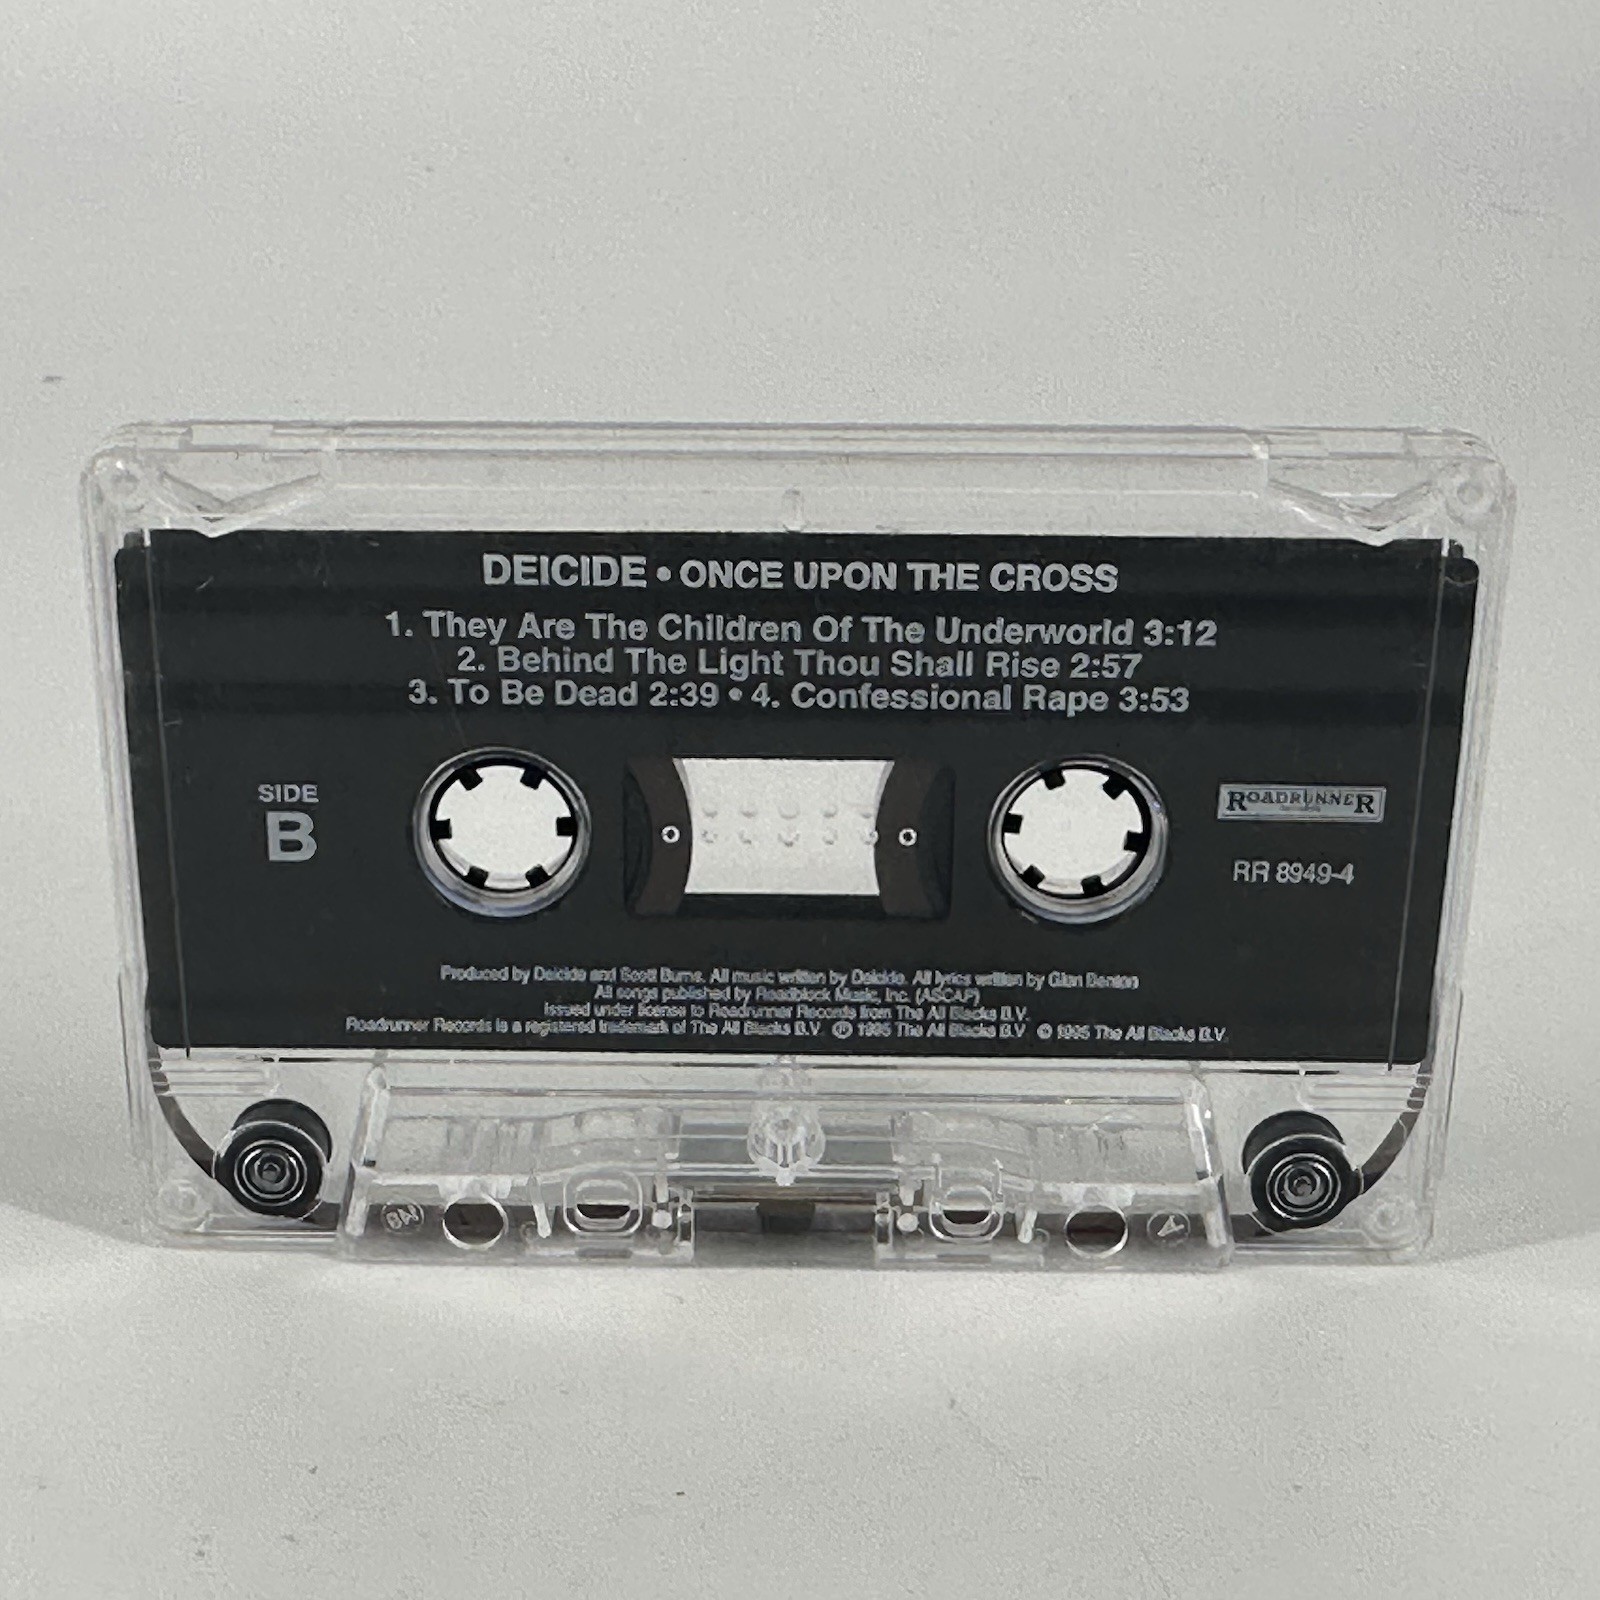 DEICIDE • ONCE UPON THE CROSS
1. They Are The Children Of The Underworld 3:12
2. Behind The Light Thou Shall Rise 2:57
3. To Be Dead 2:39 • 4. Confessional Rape 3:53
SIDE
B
ROADRUNNER
RR 8949-4
Produced by Deicide and Scott Burns. All music written by Deicide. All lyrics written by Glen Benton
All songs published by Roadblock Music, Inc. (ASCAP)
Issued under license to Roadrunner Records from The All Blacks B.V.
Roadrunner Records is a registered trademark of The All Blacks B.V. ℗ 1995 The All Blacks B.V. © 1995 The All Blacks B.V.